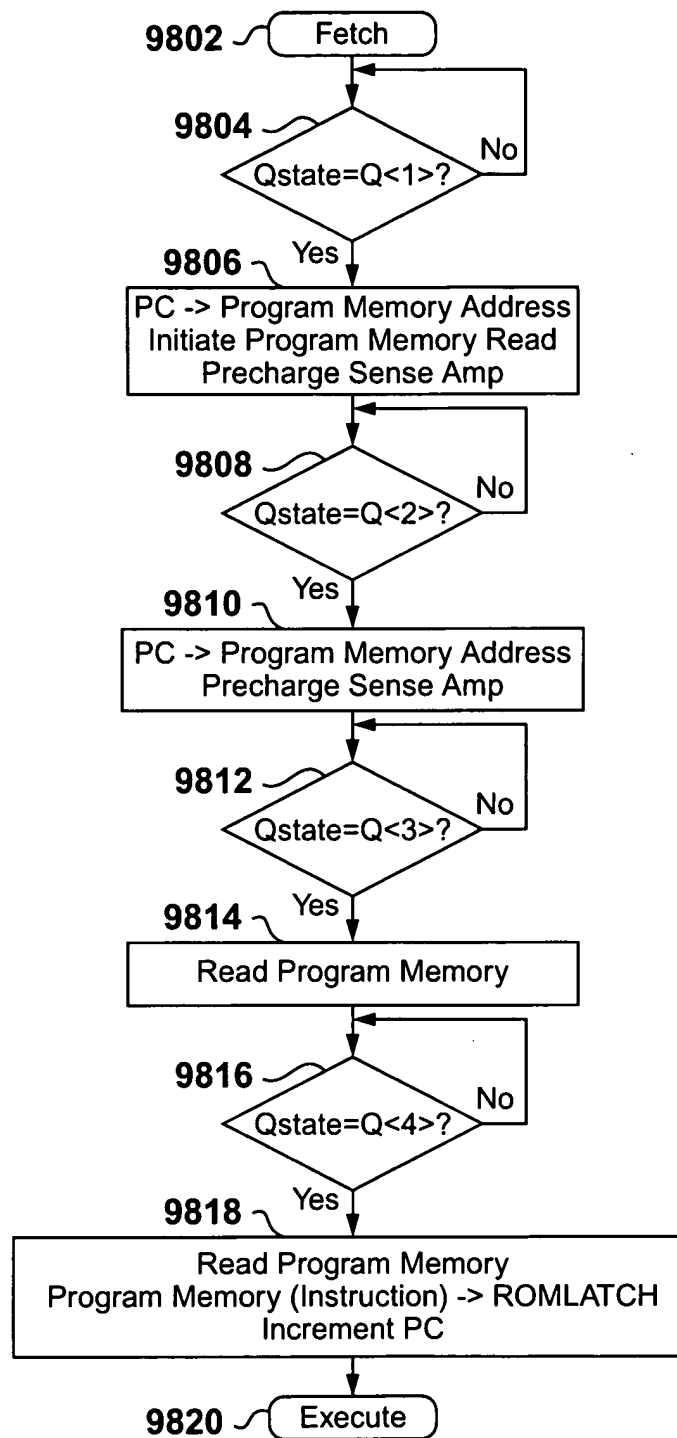 9802 Fetch
9804
Qstate=Q<1>? No
Yes
9806
PC -> Program Memory Address
Initiate Program Memory Read
Precharge Sense Amp
9808
Qstate=Q<2>? No
Yes
9810
PC -> Program Memory Address
Precharge Sense Amp
9812
Qstate=Q<3>? No
Yes
9814
Read Program Memory
9816
Qstate=Q<4>? No
Yes
9818
Read Program Memory
Program Memory (Instruction) -> ROMLATCH
Increment PC
9820 Execute